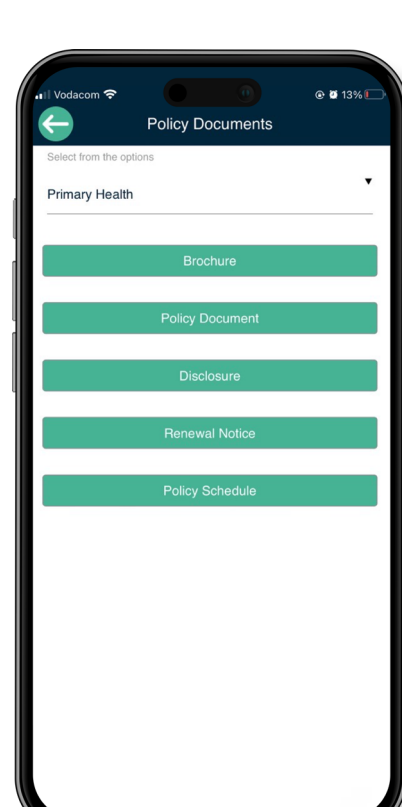 Vodacom 13%
Policy Documents
Select from the options
Primary Health
Brochure
Policy Document
Disclosure
Renewal Notice
Policy Schedule